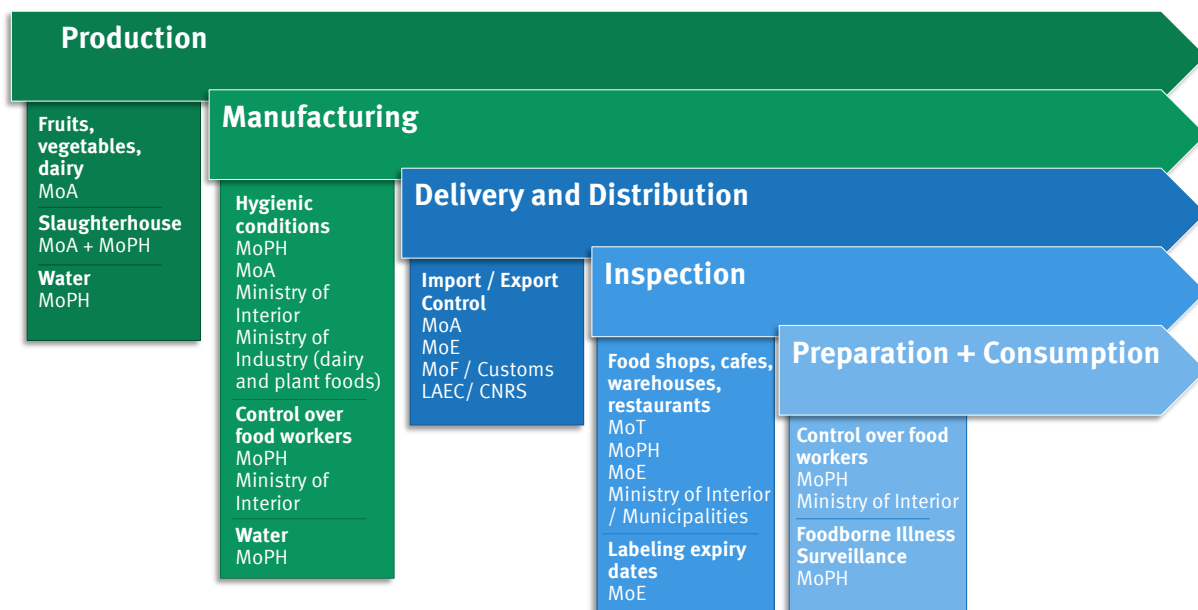 Production
Fruits,
vegetables,
dairy
MoA
Slaughterhouse
MoA + MoPH
Water
MoPH
Manufacturing
Hygienic
conditions
MoPH
MoA
Ministry of
Interior
Ministry of
Industry (dairy
and plant foods)
Control over
food workers
MoPH
Ministry of
Interior
Water
MoPH
Delivery and Distribution
Import / Export
Control
MoA
MoE
MoF / Customs
LAEC/ CNRS
Inspection
Food shops, cafes,
warehouses,
restaurants
MoT
MoPH
MoE
Ministry of Interior
/ Municipalities
Labeling expiry
dates
MoE
Preparation + Consumption
Control over food
workers
MoPH
Ministry of Interior
Foodborne Illness
Surveillance
MoPH